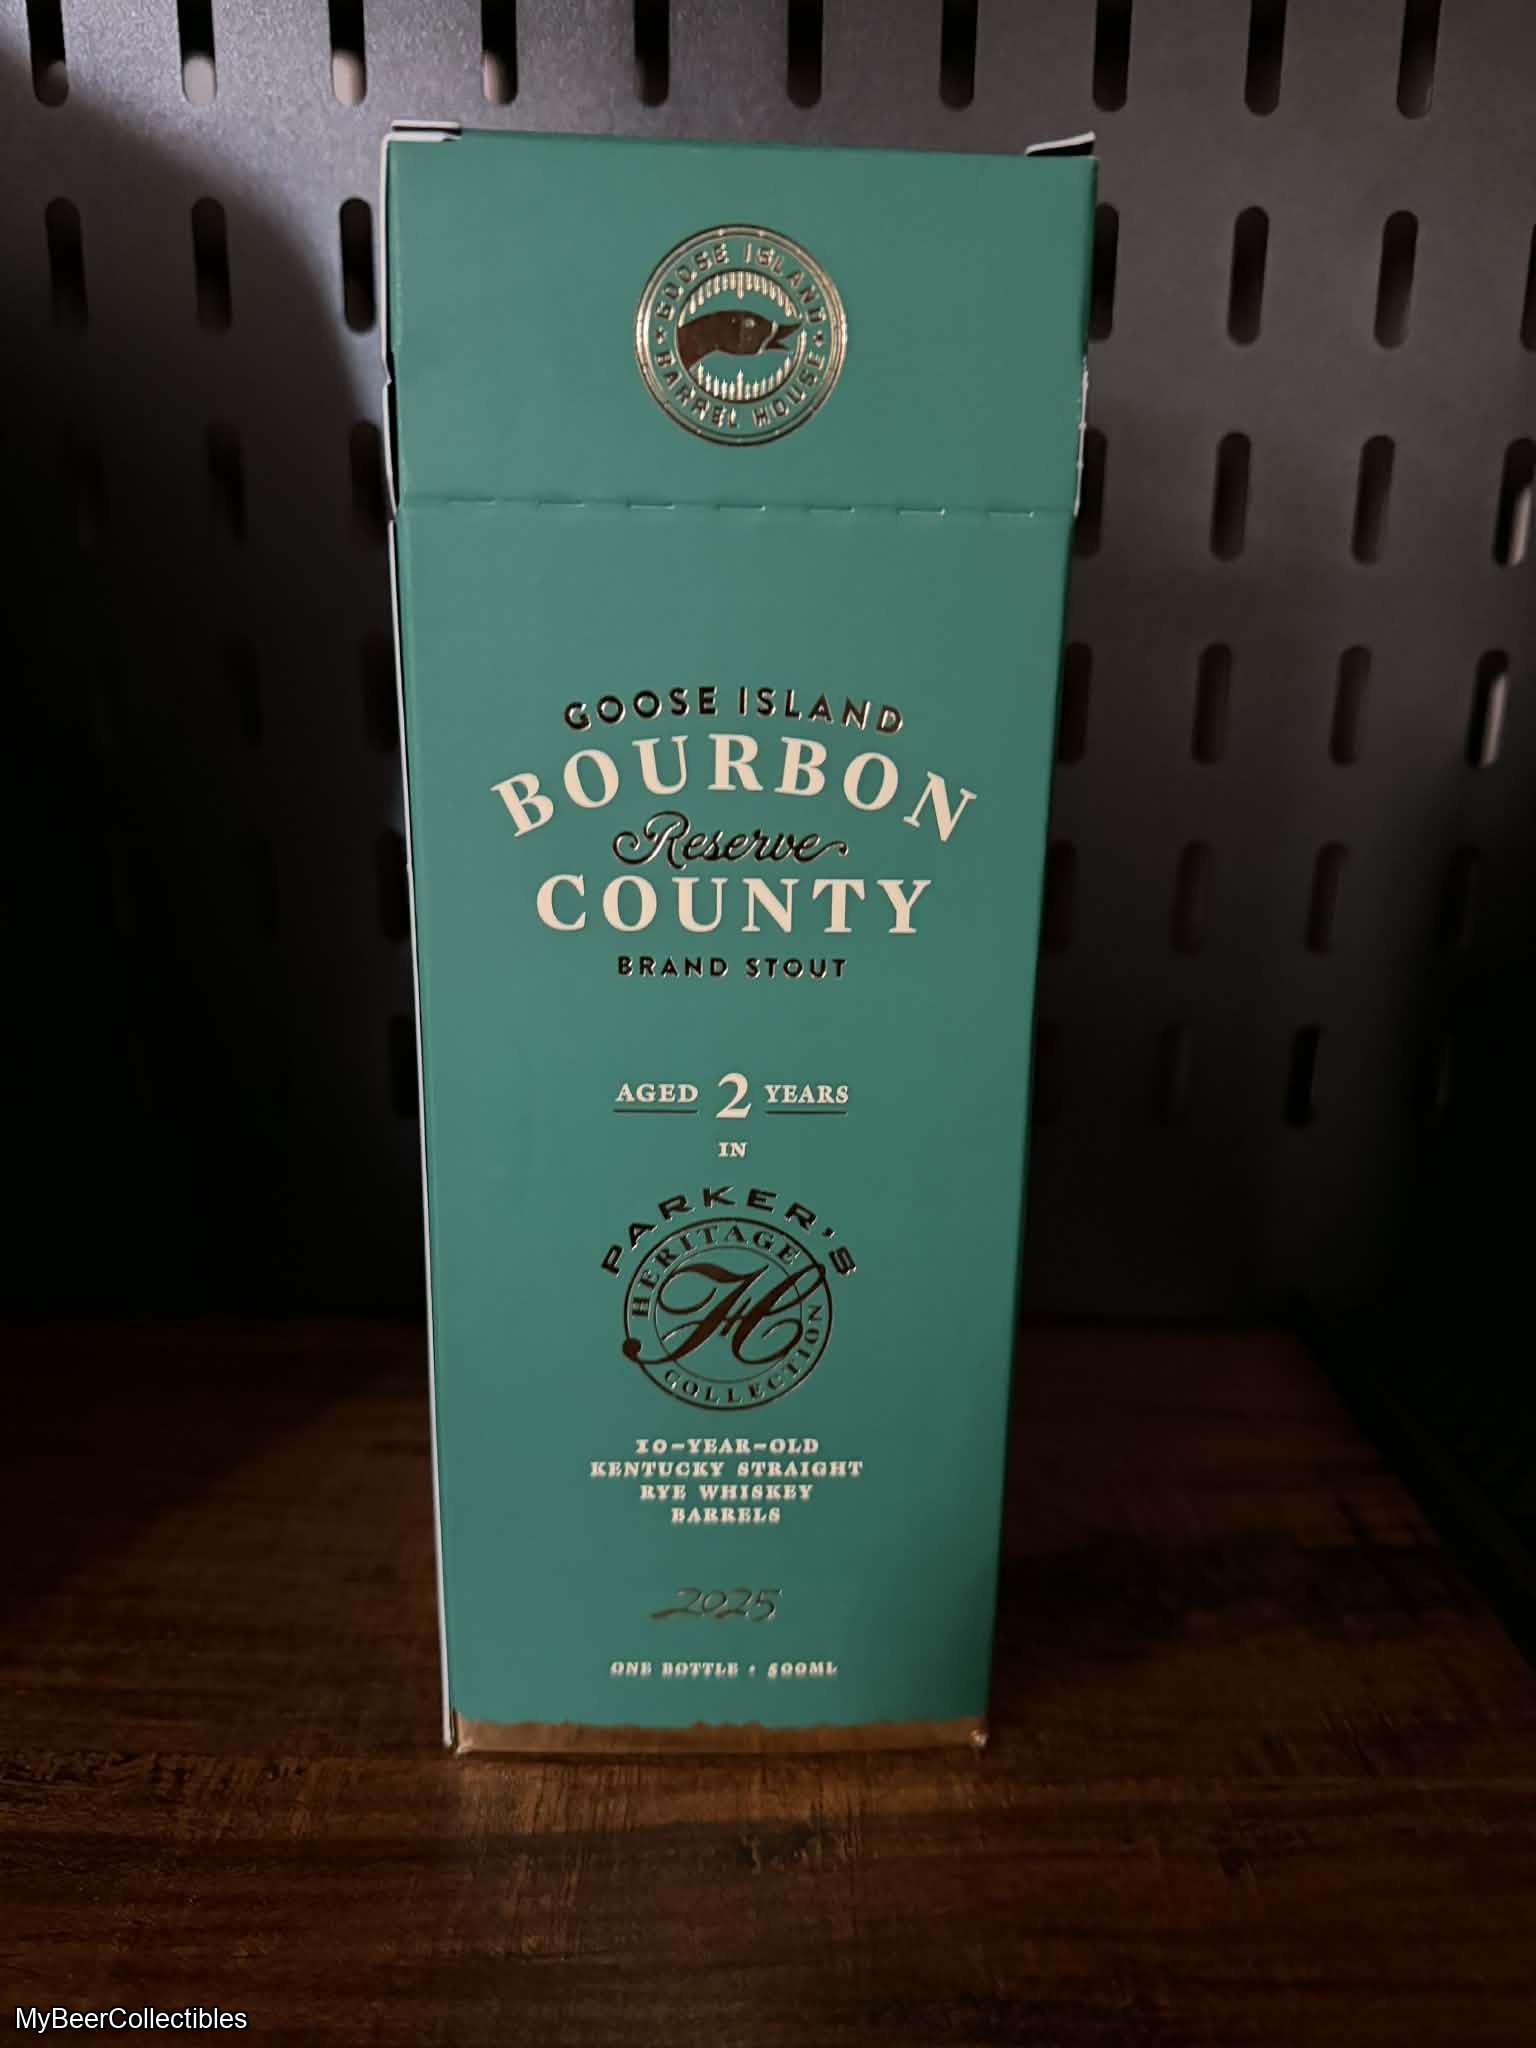 GOOSE ISLAND
BARREL HOUSE
GOOSE ISLAND
BOURBON
Reserve
COUNTY
BRAND STOUT
AGED 2 YEARS
IN
PARKER'S
HERITAGE
H
COLLECTION
10-YEAR-OLD
KENTUCKY STRAIGHT
RYE WHISKEY
BARRELS
2025
ONE BOTTLE • 500ML
MyBeerCollectibles